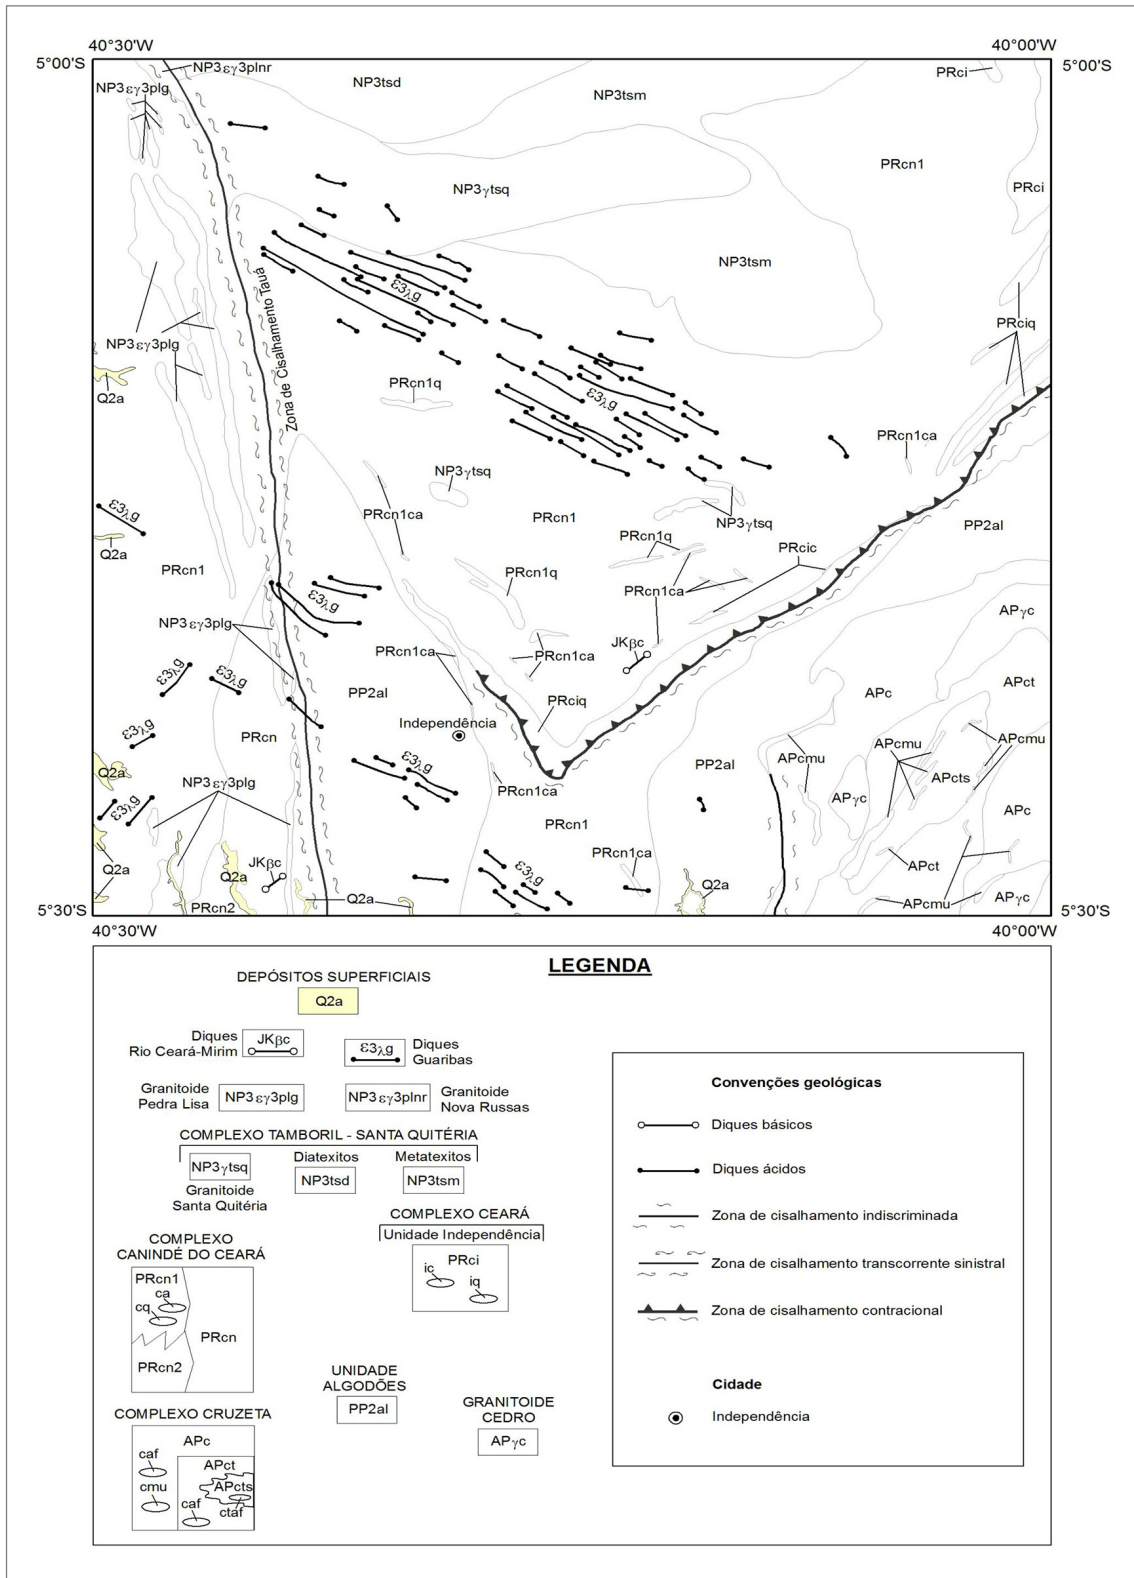 40°30'W
40°00'W
5°00'S
5°00'S
NP3εγ3plnr
NP3tsd
PRci
NP3εγ3plg
NP3tsm
PRcn1
NP3γtsq
PRci
NP3tsm
ε3λg
Zona de Cisalhamento Tauá
PRciq
NP3εγ3plg
Q2a
PRcn1q
ε3λg
PRcn1ca
NP3γtsq
PRcn1ca
PRcn1
NP3γtsq
ε3λg
PP2al
PRcn1q
PRcic
Q2a
PRcn1
PRcn1q
PRcn1ca
ε3λg
APγc
NP3εγ3plg
JKβc
PRcn1ca
PRcn1ca
ε3λg
ε3λg
PP2al
APc
APct
PRciq
Independência
ε3λg
PRcn
APcmu
APcmu
ε3λg
PP2al
APcmu
APcts
Q2a
NP3εγ3plg
PRcn1ca
APγc
ε3λg
PRcn1
APc
JKβc
PRcn1ca
APct
Q2a
Q2a
ε3λg
Q2a
Q2a
PRcn2
APcmu
APγc
5°30'S
5°30'S
40°30'W
40°00'W
LEGENDA
DEPÓSITOS SUPERFICIAIS
Q2a
Diques
Rio Ceará-Mirim
JKβc
ε3λg
Diques
Guaribas
Granitoide
Pedra Lisa
NP3εγ3plg
NP3εγ3plnr
Granitoide
Nova Russas
COMPLEXO TAMBORIL - SANTA QUITÉRIA
NP3γtsq
Granitoide
Santa Quitéria
Diatexitos
NP3tsd
Metatexitos
NP3tsm
COMPLEXO CEARÁ
Unidade Independência
PRci
ic
iq
COMPLEXO
CANINDÉ DO CEARÁ
PRcn1
ca
cq
PRcn
PRcn2
UNIDADE
ALGODÕES
PP2al
GRANITOIDE
CEDRO
APγc
COMPLEXO CRUZETA
APc
caf
APct
cmu
APcts
caf
ctaf
Convenções geológicas
Diques básicos
Diques ácidos
Zona de cisalhamento indiscriminada
Zona de cisalhamento transcorrente sinistral
Zona de cisalhamento contracional
Cidade
Independência